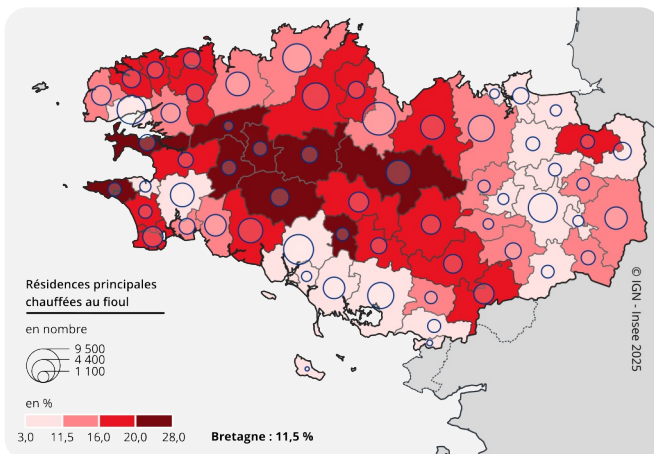 Résidences principales
chauffées au fioul
en nombre
9 500
4 400
1 100
en %
3,0 11,5 16,0 20,0 28,0
Bretagne : 11,5 %
© IGN - Insee 2025